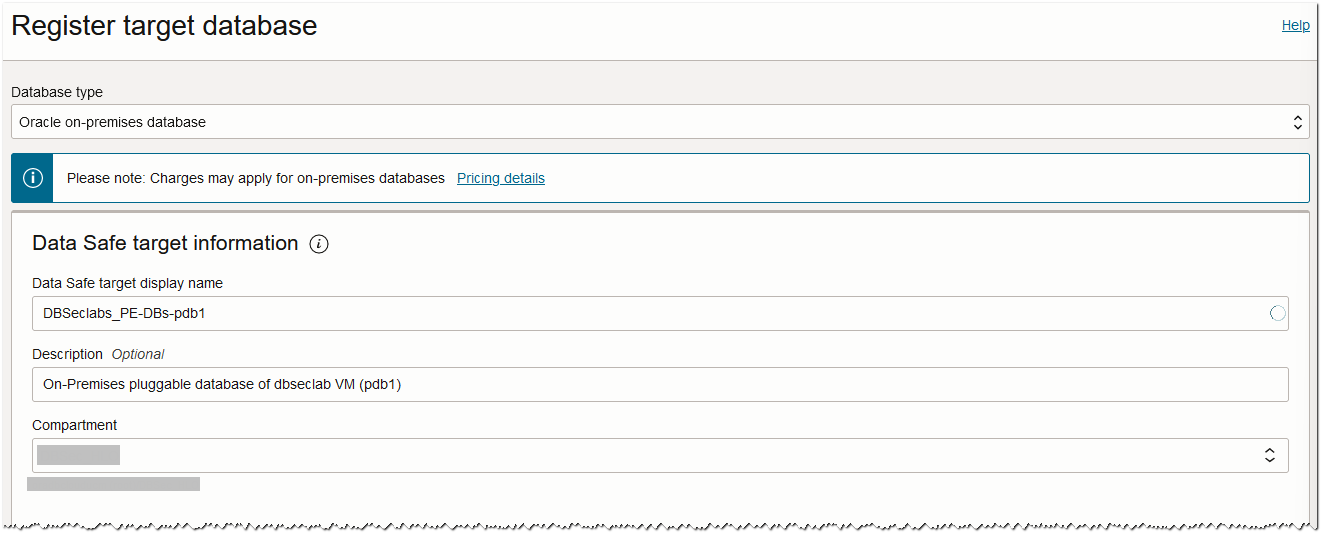 Register target database
Help
Database type
Oracle on-premises database
Please note: Charges may apply for on-premises databases Pricing details
Data Safe target information
Data Safe target display name
DBSeclabs_PE-DBs-pdb1
Description Optional
On-Premises pluggable database of dbseclab VM (pdb1)
Compartment